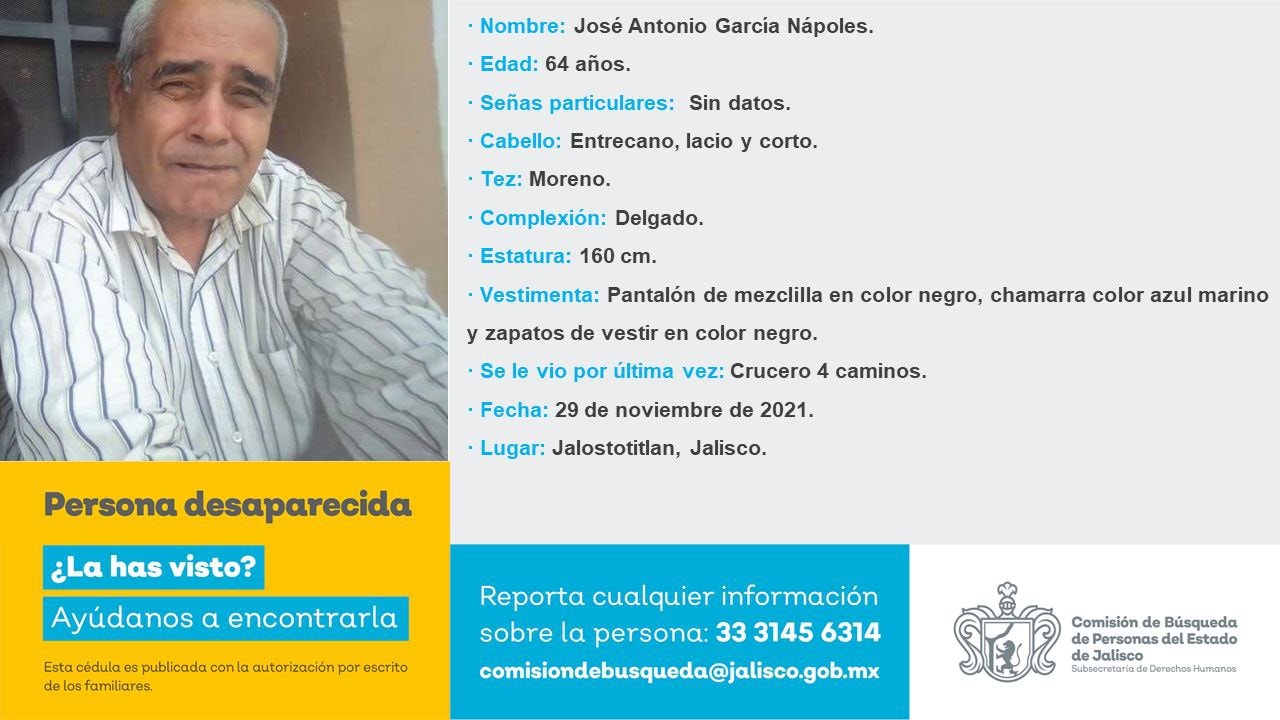 · Nombre: José Antonio García Nápoles.
· Edad: 64 años.
· Señas particulares: Sin datos.
· Cabello: Entrecano, lacio y corto.
· Tez: Moreno.
· Complexión: Delgado.
· Estatura: 160 cm.
· Vestimenta: Pantalón de mezclilla en color negro, chamarra color azul marino
y zapatos de vestir en color negro.
· Se le vio por última vez: Crucero 4 caminos.
· Fecha: 29 de noviembre de 2021.
· Lugar: Jalostotitlan, Jalisco.
Persona desaparecida
¿La has visto?
Ayúdanos a encontrarla
Esta cédula es publicada con la autorización por escrito
de los familiares.
Reporta cualquier información
sobre la persona: 33 3145 6314
comisiondebusqueda@jalisco.gob.mx
Comisión de Búsqueda
de Personas del Estado
de Jalisco
Subsecretaría de Derechos Humanos